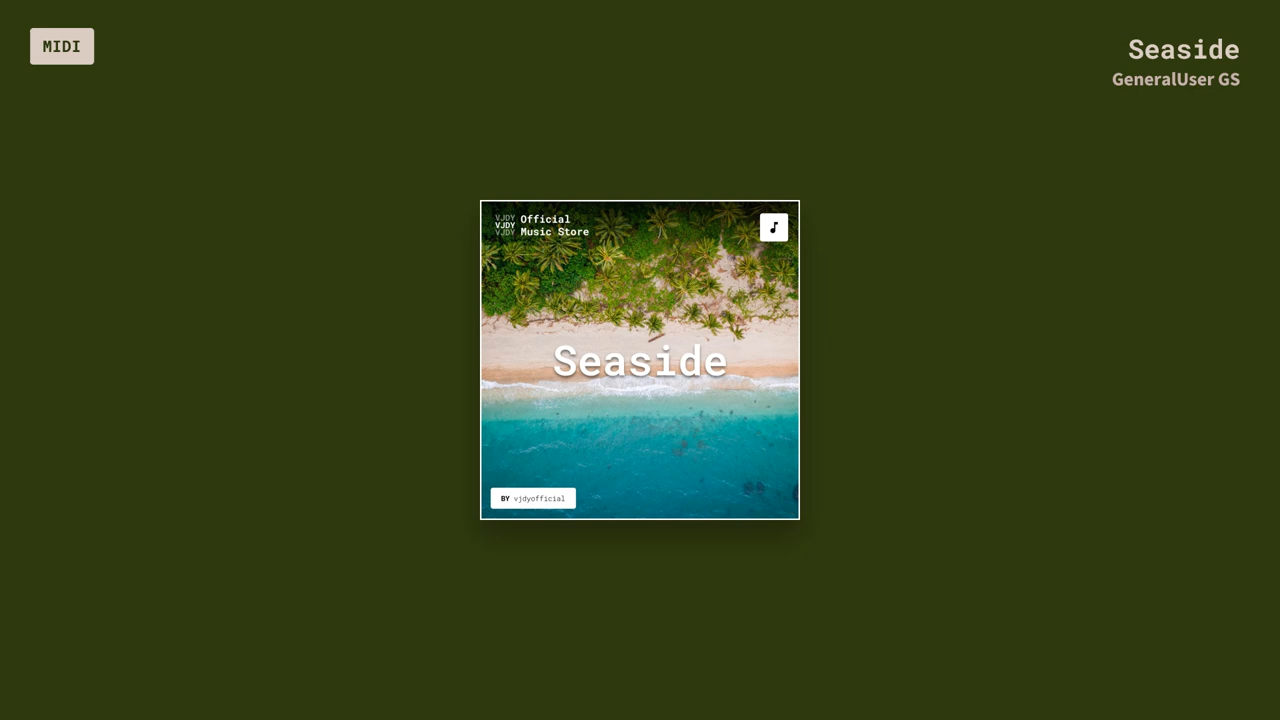 MIDI
Seaside
GeneralUser GS
VJDY
VJDY
VJDY
Official
Music Store
Seaside
BY vjdyofficial